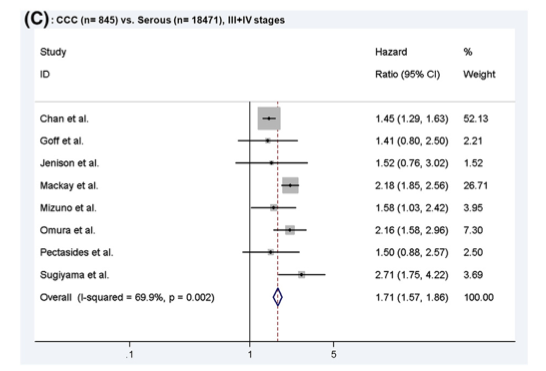 (C): CCC (n= 845) vs. Serous (n= 18471), III+IV stages
Study Hazard %
ID Ratio (95% CI) Weight
Chan et al. 1.45 (1.29, 1.63) 52.13
Goff et al. 1.41 (0.80, 2.50) 2.21
Jenison et al. 1.52 (0.76, 3.02) 1.52
Mackay et al. 2.18 (1.85, 2.56) 26.71
Mizuno et al. 1.58 (1.03, 2.42) 3.95
Omura et al. 2.16 (1.58, 2.96) 7.30
Pectasides et al. 1.50 (0.88, 2.57) 2.50
Sugiyama et al. 2.71 (1.75, 4.22) 3.69
Overall (I-squared = 69.9%, p = 0.002) 1.71 (1.57, 1.86) 100.00
.1 1 5